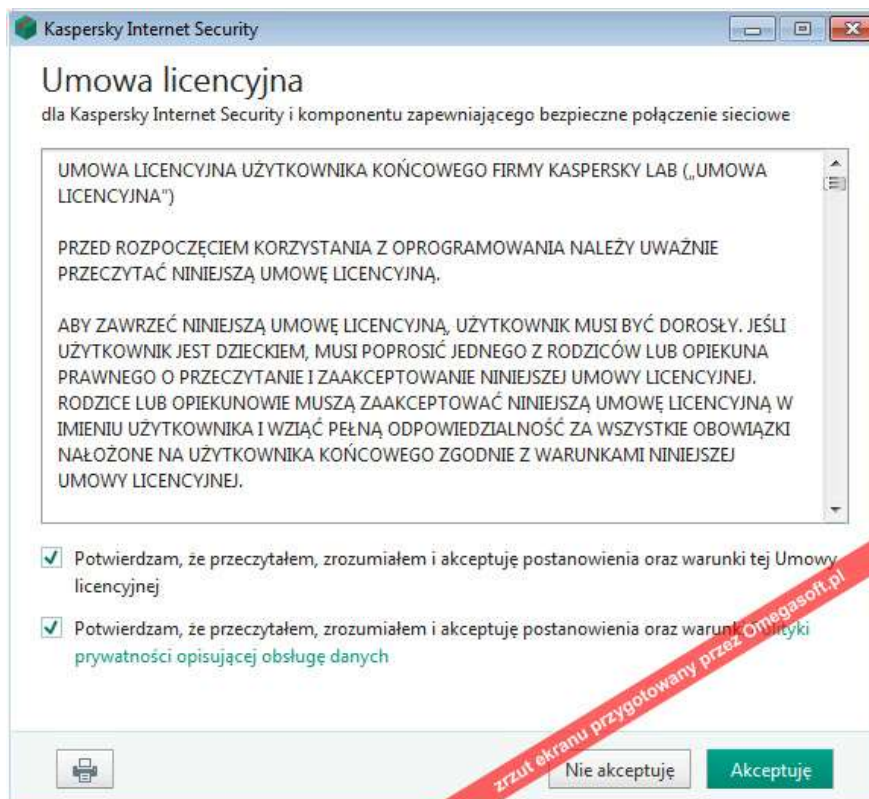 Kaspersky Internet Security
Umowa licencyjna
dla Kaspersky Internet Security i komponentu zapewniającego bezpieczne połączenie sieciowe
UMOWA LICENCYJNA UŻYTKOWNIKA KOŃCOWEGO FIRMY KASPERSKY LAB („UMOWA
LICENCYJNA”)
PRZED ROZPOCZĘCIEM KORZYSTANIA Z OPROGRAMOWANIA NALEŻY UWAŻNIE
PRZECZYTAĆ NINIEJSZĄ UMOWĘ LICENCYJNĄ.
ABY ZAWRZEĆ NINIEJSZĄ UMOWĘ LICENCYJNĄ, UŻYTKOWNIK MUSI BYĆ DOROSŁY. JEŚLI
UŻYTKOWNIK JEST DZIECKIEM, MUSI POPROSIĆ JEDNEGO Z RODZICÓW LUB OPIEKUNA
PRAWNEGO O PRZECZYTANIE I ZAAKCEPTOWANIE NINIEJSZEJ UMOWY LICENCYJNEJ.
RODZICE LUB OPIEKUNOWIE MUSZĄ ZAAKCEPTOWAĆ NINIEJSZĄ UMOWĘ LICENCYJNĄ W
IMIENIU UŻYTKOWNIKA I WZIĄĆ PEŁNĄ ODPOWIEDZIALNOŚĆ ZA WSZYSTKIE OBOWIĄZKI
NAŁOŻONE NA UŻYTKOWNIKA KOŃCOWEGO ZGODNIE Z WARUNKAMI NINIEJSZEJ
UMOWY LICENCYJNEJ.
Potwierdzam, że przeczytałem, zrozumiałem i akceptuję postanowienia oraz warunki tej Umowy
licencyjnej
Potwierdzam, że przeczytałem, zrozumiałem i akceptuję postanowienia oraz warunki Polityki
prywatności opisującej obsługę danych
zrzut ekranu przygotowany przez Omegasoft.pl
Nie akceptuję
Akceptuję